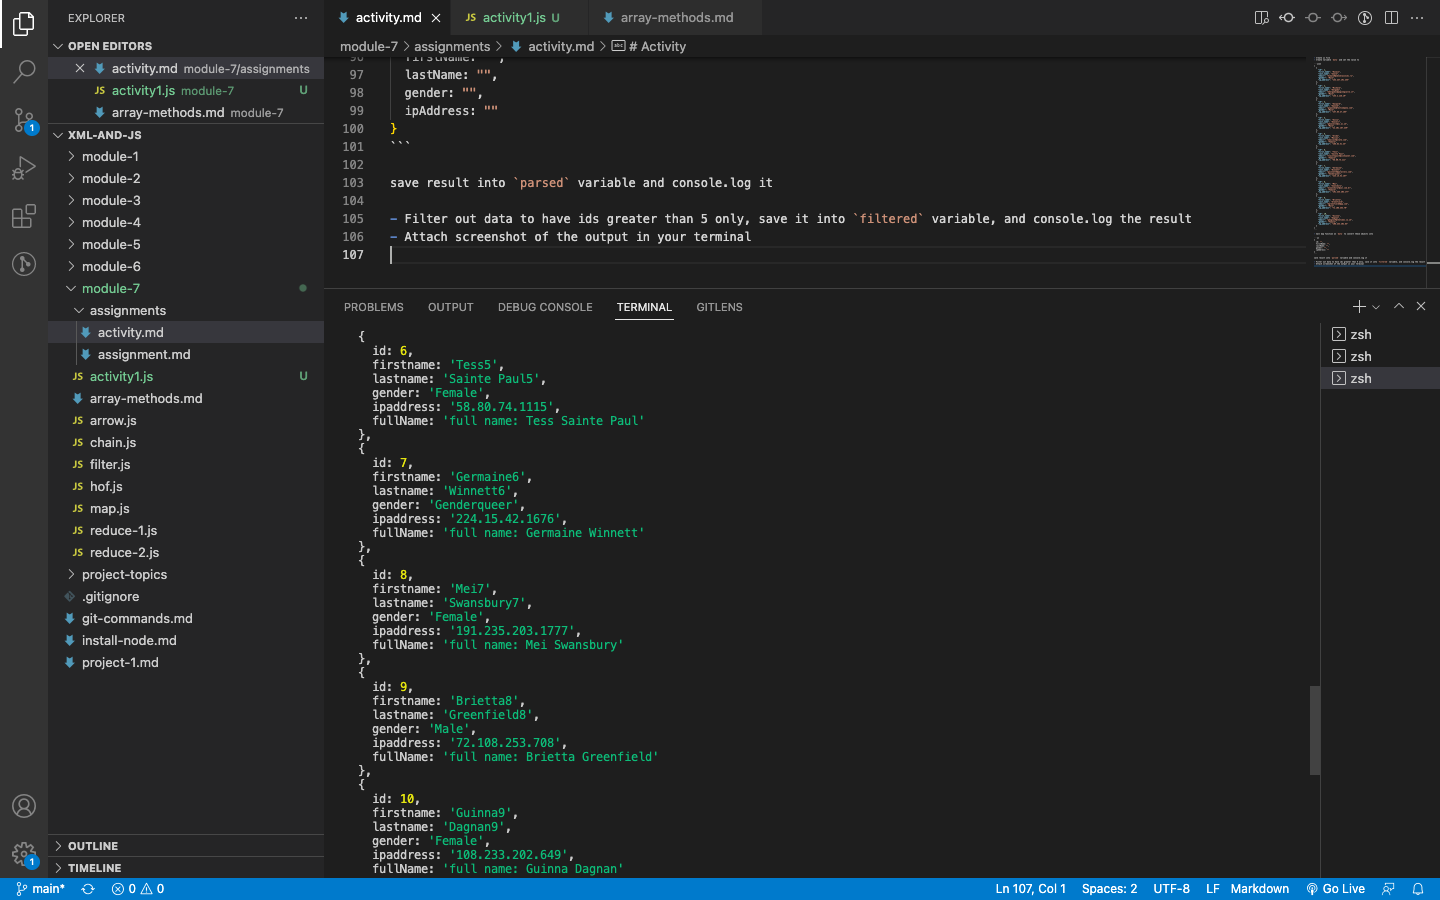 EXPLORER
OPEN EDITORS
activity.md module-7/assignments
JS activity1.js module-7 U
array-methods.md module-7
XML-AND-JS
module-1
module-2
module-3
module-4
module-5
module-6
module-7
assignments
activity.md
assignment.md
JS activity1.js U
array-methods.md
JS arrow.js
JS chain.js
JS filter.js
JS hof.js
JS map.js
JS reduce-1.js
JS reduce-2.js
project-topics
.gitignore
git-commands.md
install-node.md
project-1.md
OUTLINE
TIMELINE
1
1
activity.md
JS activity1.js U
array-methods.md
module-7 > assignments > activity.md > # Activity
97 lastName: "",
98 gender: "",
99 ipAddress: ""
100 }
101 ```
102
103 save result into `parsed` variable and console.log it
104
105 - Filter out data to have ids greater than 5 only, save it into `filtered` variable, and console.log the result
106 - Attach screenshot of the output in your terminal
107
PROBLEMS OUTPUT DEBUG CONSOLE TERMINAL GITLENS
{
id: 6,
firstname: 'Tess5',
lastname: 'Sainte Paul5',
gender: 'Female',
ipaddress: '58.80.74.1115',
fullName: 'full name: Tess Sainte Paul'
},
{
id: 7,
firstname: 'Germaine6',
lastname: 'Winnett6',
gender: 'Genderqueer',
ipaddress: '224.15.42.1676',
fullName: 'full name: Germaine Winnett'
},
{
id: 8,
firstname: 'Mei7',
lastname: 'Swansbury7',
gender: 'Female',
ipaddress: '191.235.203.1777',
fullName: 'full name: Mei Swansbury'
},
{
id: 9,
firstname: 'Brietta8',
lastname: 'Greenfield8',
gender: 'Male',
ipaddress: '72.108.253.708',
fullName: 'full name: Brietta Greenfield'
},
{
id: 10,
firstname: 'Guinna9',
lastname: 'Dagnan9',
gender: 'Female',
ipaddress: '108.233.202.649',
fullName: 'full name: Guinna Dagnan'
zsh
zsh
zsh
main* 0 0
Ln 107, Col 1 Spaces: 2 UTF-8 LF Markdown Go Live